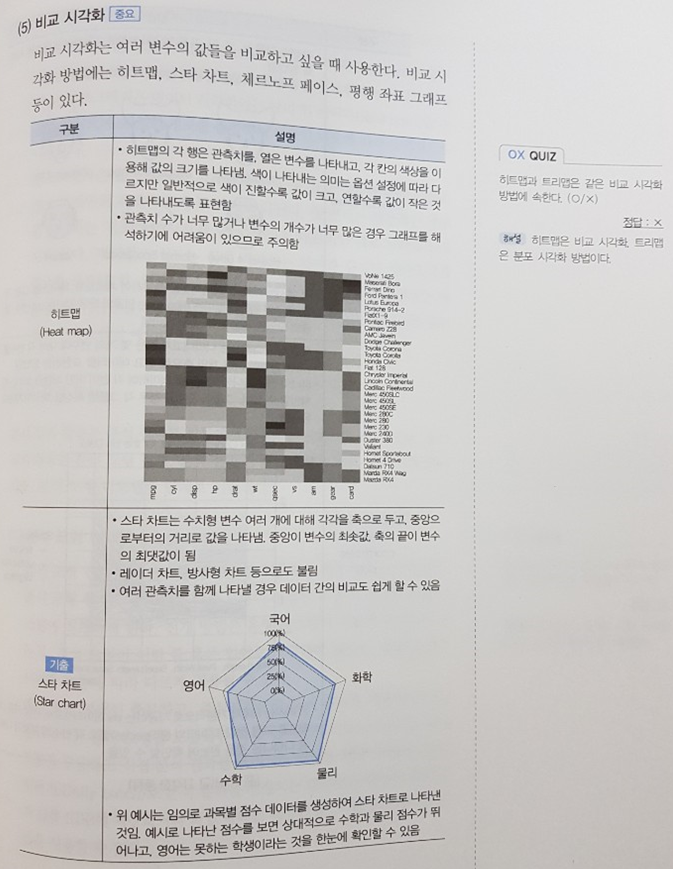 (5) 비교 시각화 중요
비교 시각화는 여러 변수의 값들을 비교하고 싶을 때 사용한다. 비교 시
각화 방법에는 히트맵, 스타 차트, 체르노프 페이스, 평행 좌표 그래프
등이 있다.
구분 설명
• 히트맵의 각 행은 관측치를, 열은 변수를 나타내고, 각 칸의 색상을 이
용해 값의 크기를 나타냄. 색이 나타내는 의미는 옵션 설정에 따라 다
르지만 일반적으로 색이 진할수록 값이 크고, 연할수록 값이 작은 것
을 나타내도록 표현함
• 관측치 수가 너무 많거나 변수의 개수가 너무 많은 경우 그래프를 해
석하기에 어려움이 있으므로 주의함
히트맵
(Heat map)
Volvo 142E
Maserati Bora
Ferrari Dino
Ford Pantera L
Lotus Europa
Porsche 914-2
Fiat X1-9
Pontiac Firebird
Camaro Z28
AMC Javelin
Dodge Challenger
Toyota Corona
Toyota Corolla
Honda Civic
Fiat 128
Chrysler Imperial
Lincoln Continental
Cadillac Fleetwood
Merc 450SLC
Merc 450SL
Merc 450SE
Merc 280C
Merc 280
Merc 230
Merc 240D
Duster 360
Valiant
Hornet Sportabout
Hornet 4 Drive
Datsun 710
Mazda RX4 Wag
Mazda RX4
mpg cyl disp hp drat wt qsec vs am gear carb
• 스타 차트는 수치형 변수 여러 개에 대해 각각을 축으로 두고, 중앙으
로부터의 거리로 값을 나타냄. 중앙이 변수의 최솟값, 축의 끝이 변수
의 최댓값이 됨
• 레이더 차트, 방사형 차트 등으로도 불림
• 여러 관측치를 함께 나타낼 경우 데이터 간의 비교도 쉽게 할 수 있음
기출
스타 차트
(Star chart)
국어
100(%)
75(%)
50(%)
25(%)
0(%)
영어 화학
수학 물리
• 위 예시는 임의로 과목별 점수 데이터를 생성하여 스타 차트로 나타낸
것임. 예시로 나타난 점수를 보면 상대적으로 수학과 물리 점수가 뛰
어나고, 영어는 못하는 학생이라는 것을 한눈에 확인할 수 있음
OX QUIZ
히트맵과 트리맵은 같은 비교 시각화
방법에 속한다. (○/×)
정답 : ×
해설 히트맵은 비교 시각화, 트리맵
은 분포 시각화 방법이다.